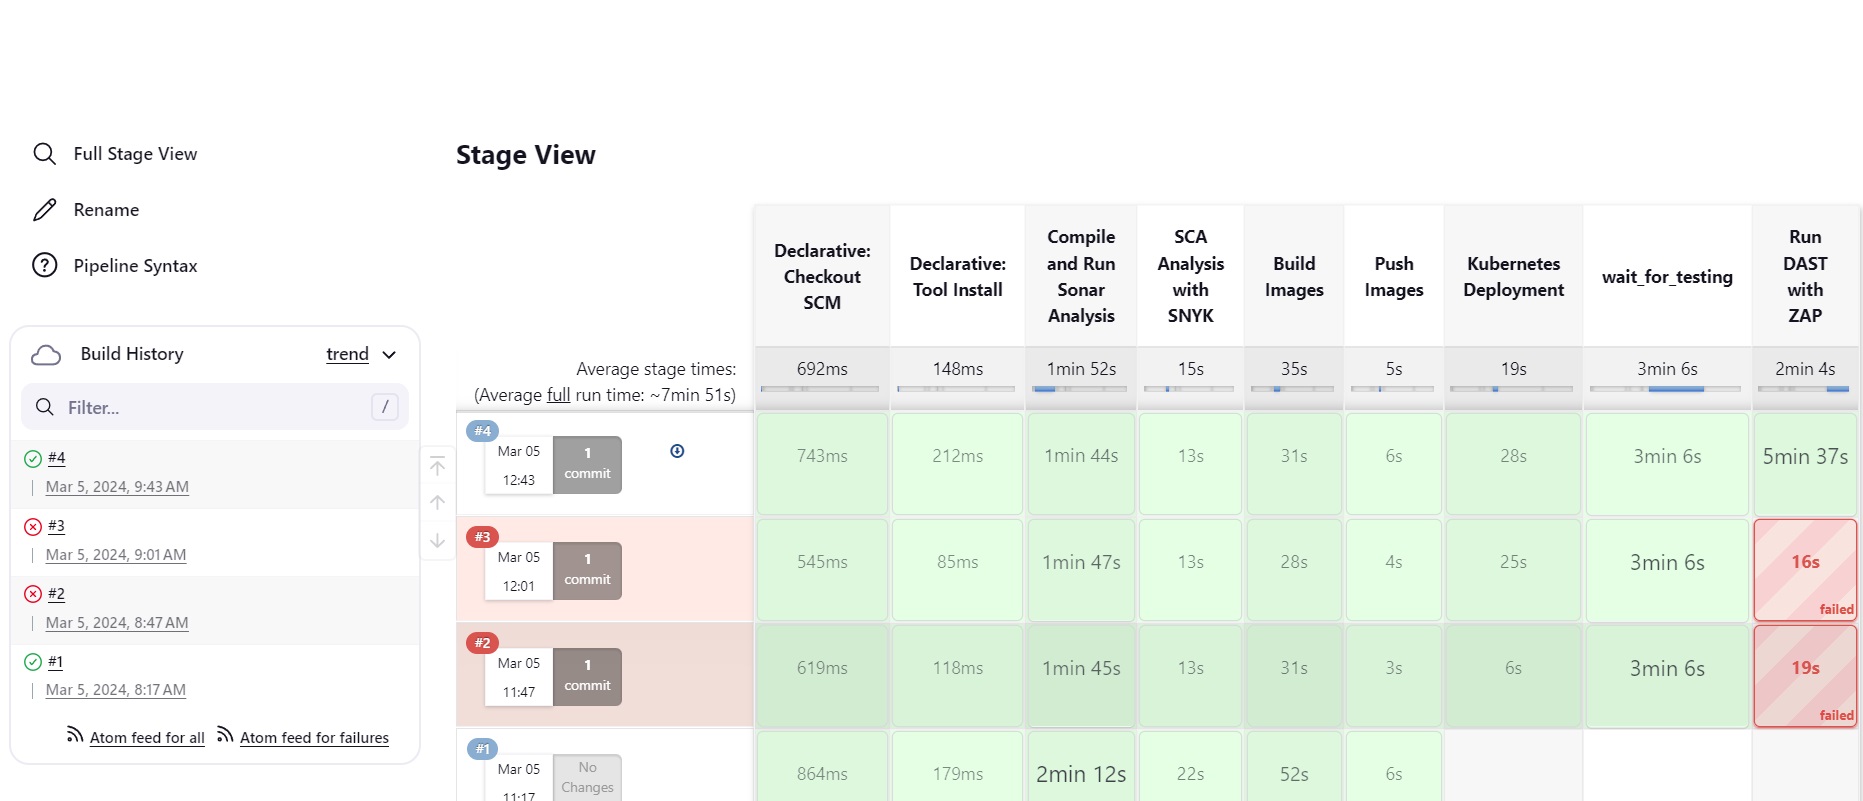 Full Stage View
Rename
Pipeline Syntax
Build History
trend
Filter...
/
#4
Mar 5, 2024, 9:43 AM
#3
Mar 5, 2024, 9:01 AM
#2
Mar 5, 2024, 8:47 AM
#1
Mar 5, 2024, 8:17 AM
Atom feed for all
Atom feed for failures
Stage View
Declarative:
Checkout
SCM
Declarative:
Tool Install
Compile
and Run
Sonar
Analysis
SCA
Analysis
with
SNYK
Build
Images
Push
Images
Kubernetes
Deployment
wait_for_testing
Run
DAST
with
ZAP
Average stage times:
(Average full run time: ~7min 51s)
692ms
148ms
1min 52s
15s
35s
5s
19s
3min 6s
2min 4s
#4
Mar 05
12:43
1
commit
743ms
212ms
1min 44s
13s
31s
6s
28s
3min 6s
5min 37s
#3
Mar 05
12:01
1
commit
545ms
85ms
1min 47s
13s
28s
4s
25s
3min 6s
16s
failed
#2
Mar 05
11:47
1
commit
619ms
118ms
1min 45s
13s
31s
3s
6s
3min 6s
19s
failed
#1
Mar 05
11:17
No
Changes
864ms
179ms
2min 12s
22s
52s
6s